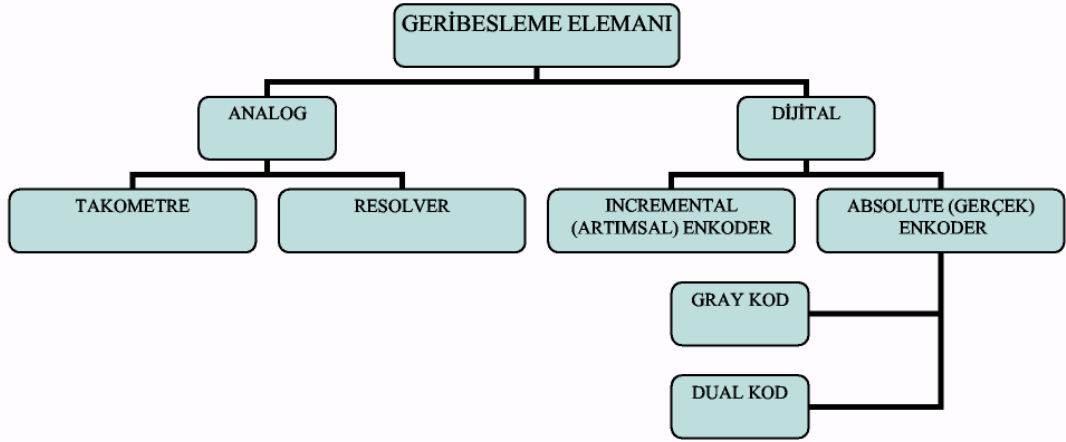 GERİBESLEME ELEMANI
ANALOG
DİJİTAL
TAKOMETRE
RESOLVER
INCREMENTAL
(ARTIMSAL) ENKODER
ABSOLUTE (GERÇEK)
ENKODER
GRAY KOD
DUAL KOD